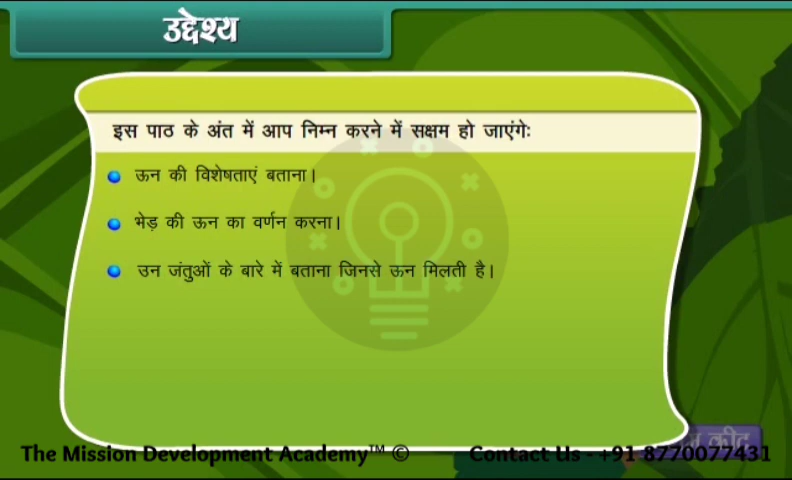 उद्देश्य
इस पाठ के अंत में आप निम्न करने में सक्षम हो जाएंगेः
ऊन की विशेषताएं बताना।
भेड़ की ऊन का वर्णन करना।
उन जंतुओं के बारे में बताना जिनसे ऊन मिलती है।
The Mission Development Academy™ © Contact Us - +91 8770077431